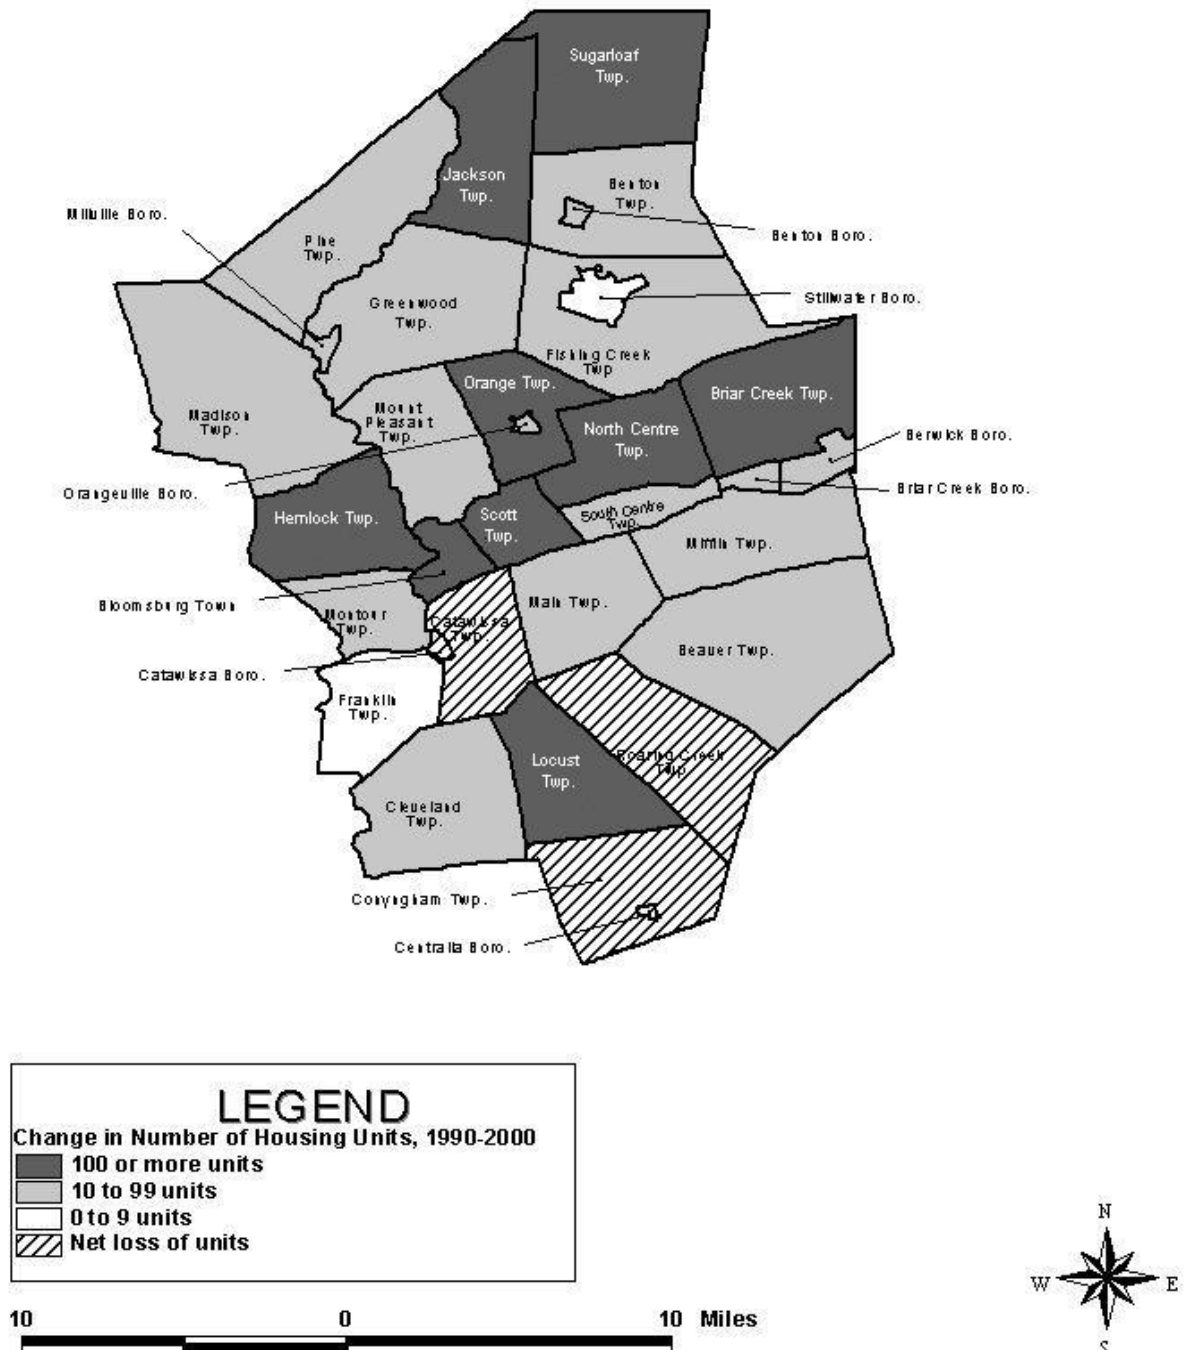 Sugarloaf
Twp.
Jackson
Twp.
Benton
Twp.
Millville Boro.
Benton Boro.
Pine
Twp.
Stillwater Boro.
Greenwood
Twp.
Fishing Creek
Twp
Orange Twp.
Briar Creek Twp.
Madison
Twp.
Mount
Pleasant Twp.
North Centre
Twp.
Berwick Boro.
Orangeville Boro.
Briar Creek Boro.
Hemlock Twp.
Scott
Twp.
South Centre
Twp.
Mifflin Twp.
Bloomsburg Town
Montour
Twp.
Catawissa
Twp.
Main Twp.
Beaver Twp.
Catawissa Boro.
Franklin
Twp.
Locust
Twp.
Roaring Creek
Twp
Cleveland
Twp.
Conyngham Twp.
Centralia Boro.
LEGEND
Change in Number of Housing Units, 1990-2000
100 or more units
10 to 99 units
0 to 9 units
Net loss of units
N
W E
S
10 0 10 Miles